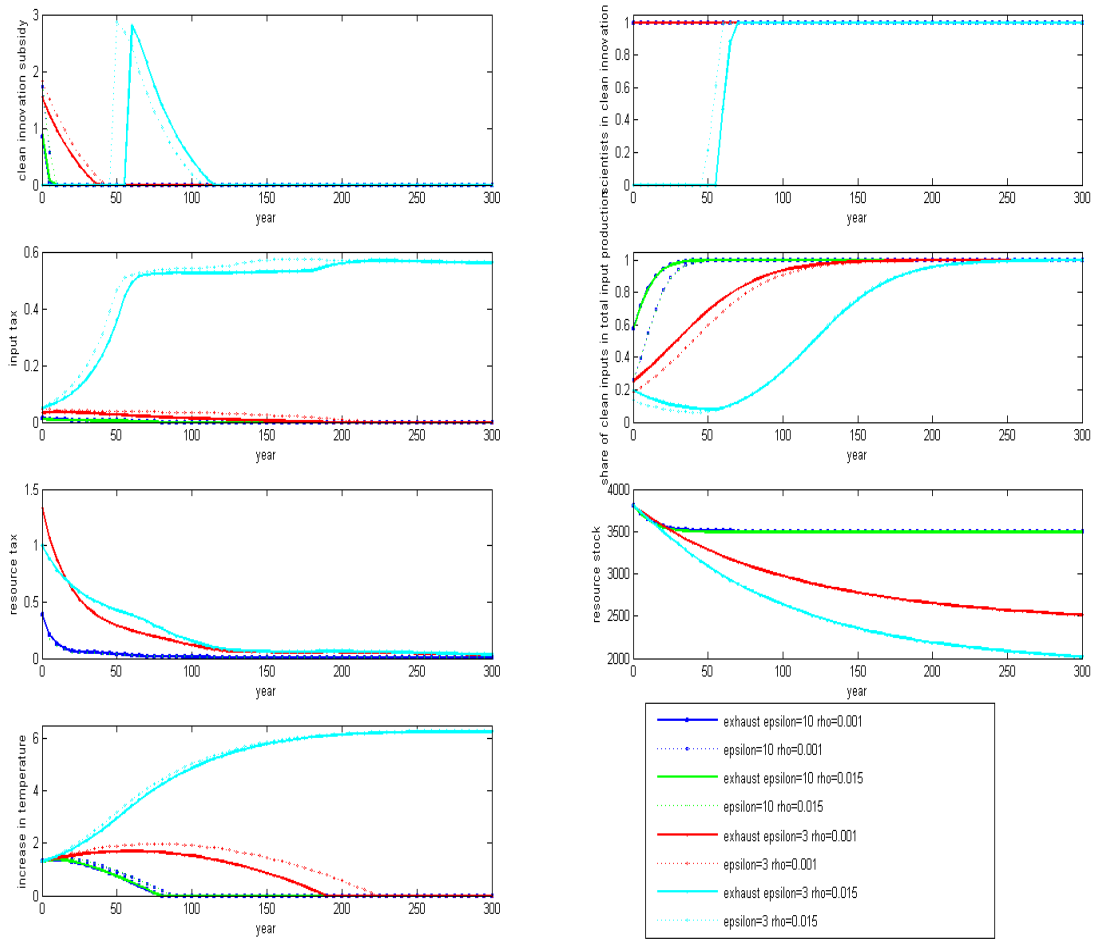 clean innovation subsidy
3
2
1
0
0 50 100 150 200 250 300
year
scientists in clean innovation
1
0.8
0.6
0.4
0.2
0
0 50 100 150 200 250 300
year
input tax
0.6
0.4
0.2
0
0 50 100 150 200 250 300
year
share of clean inputs in total input production
1
0.8
0.6
0.4
0.2
0
0 50 100 150 200 250 300
year
resource tax
1.5
1
0.5
0
0 50 100 150 200 250 300
year
resource stock
4000
3500
3000
2500
2000
0 50 100 150 200 250 300
year
increase in temperature
6
4
2
0
0 50 100 150 200 250 300
year
exhaust epsilon=10 rho=0.001
epsilon=10 rho=0.001
exhaust epsilon=10 rho=0.015
epsilon=10 rho=0.015
exhaust epsilon=3 rho=0.001
epsilon=3 rho=0.001
exhaust epsilon=3 rho=0.015
epsilon=3 rho=0.015